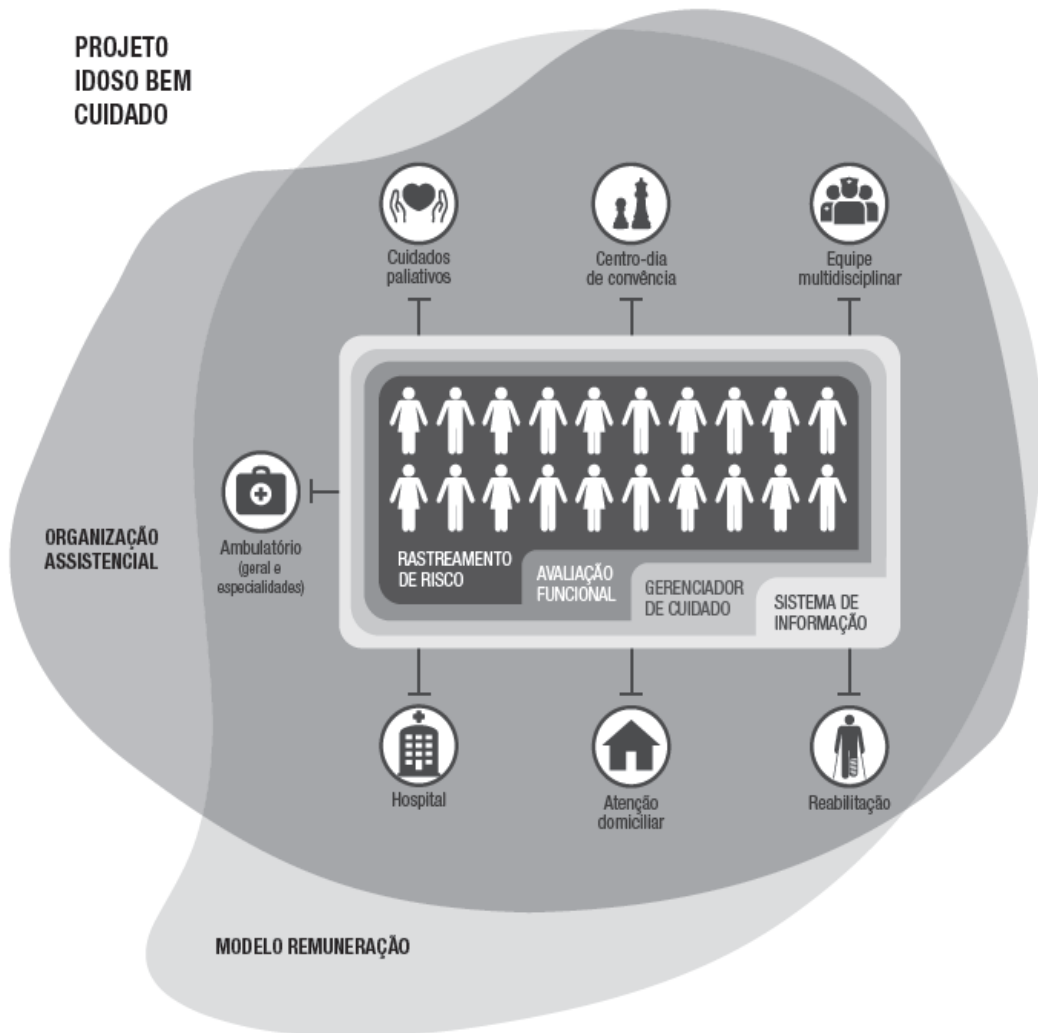 PROJETO
IDOSO BEM
CUIDADO
Cuidados
paliativos
Centro-dia
de convência
Equipe
multidisciplinar
ORGANIZAÇÃO
ASSISTENCIAL
Ambulatório
(geral e
especialidades)
RASTREAMENTO
DE RISCO
AVALIAÇÃO
FUNCIONAL
GERENCIADOR
DE CUIDADO
SISTEMA DE
INFORMAÇÃO
Hospital
Atenção
domiciliar
Reabilitação
MODELO REMUNERAÇÃO